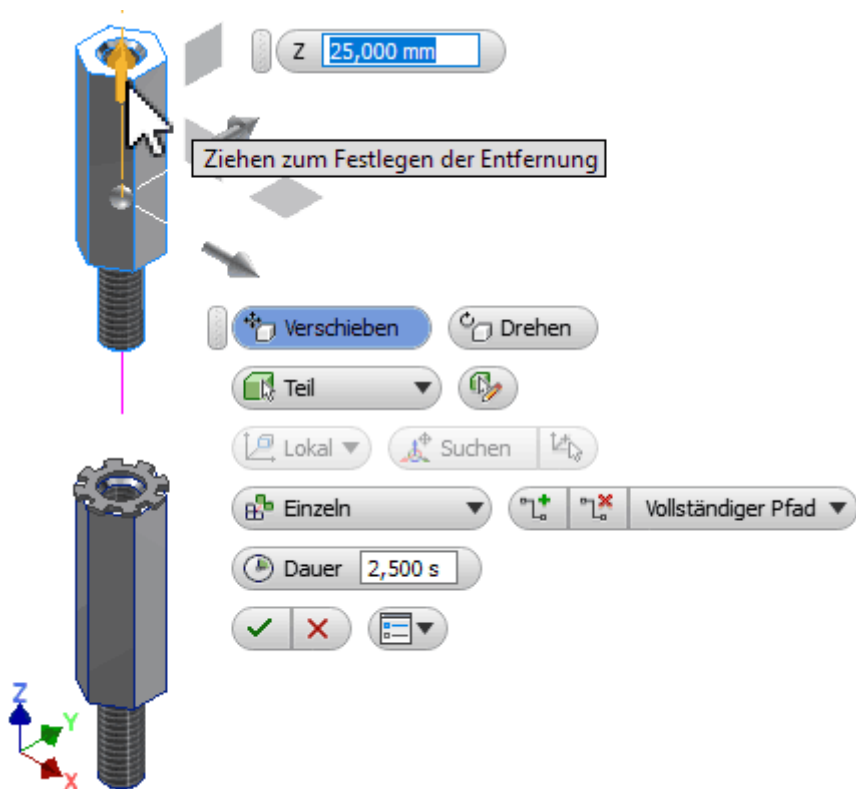 Z 25,000 mm
Ziehen zum Festlegen der Entfernung
Verschieben Drehen
Teil
Lokal Suchen
Einzeln Vollständiger Pfad
Dauer 2,500 s
Z
Y
X